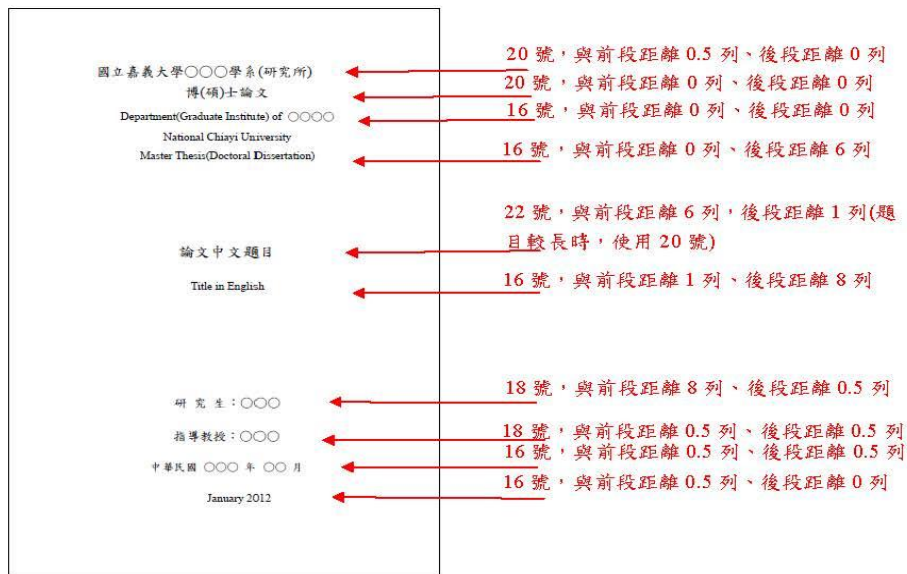 國立嘉義大學○○○學系(研究所)
博(碩)士論文
Department(Graduate Institute) of ○○○○
National Chiayi University
Master Thesis(Doctoral Dissertation)
論文中文題目
Title in English
研 究 生：○○○
指導教授：○○○
中華民國 ○○○ 年 ○○ 月
January 2012
20 號，與前段距離 0.5 列、後段距離 0 列
20 號，與前段距離 0 列、後段距離 0 列
16 號，與前段距離 0 列、後段距離 0 列
16 號，與前段距離 0 列、後段距離 6 列
22 號，與前段距離 6 列，後段距離 1 列(題
目較長時，使用 20 號)
16 號，與前段距離 1 列、後段距離 8 列
18 號，與前段距離 8 列、後段距離 0.5 列
18 號，與前段距離 0.5 列、後段距離 0.5 列
16 號，與前段距離 0.5 列、後段距離 0.5 列
16 號，與前段距離 0.5 列、後段距離 0 列